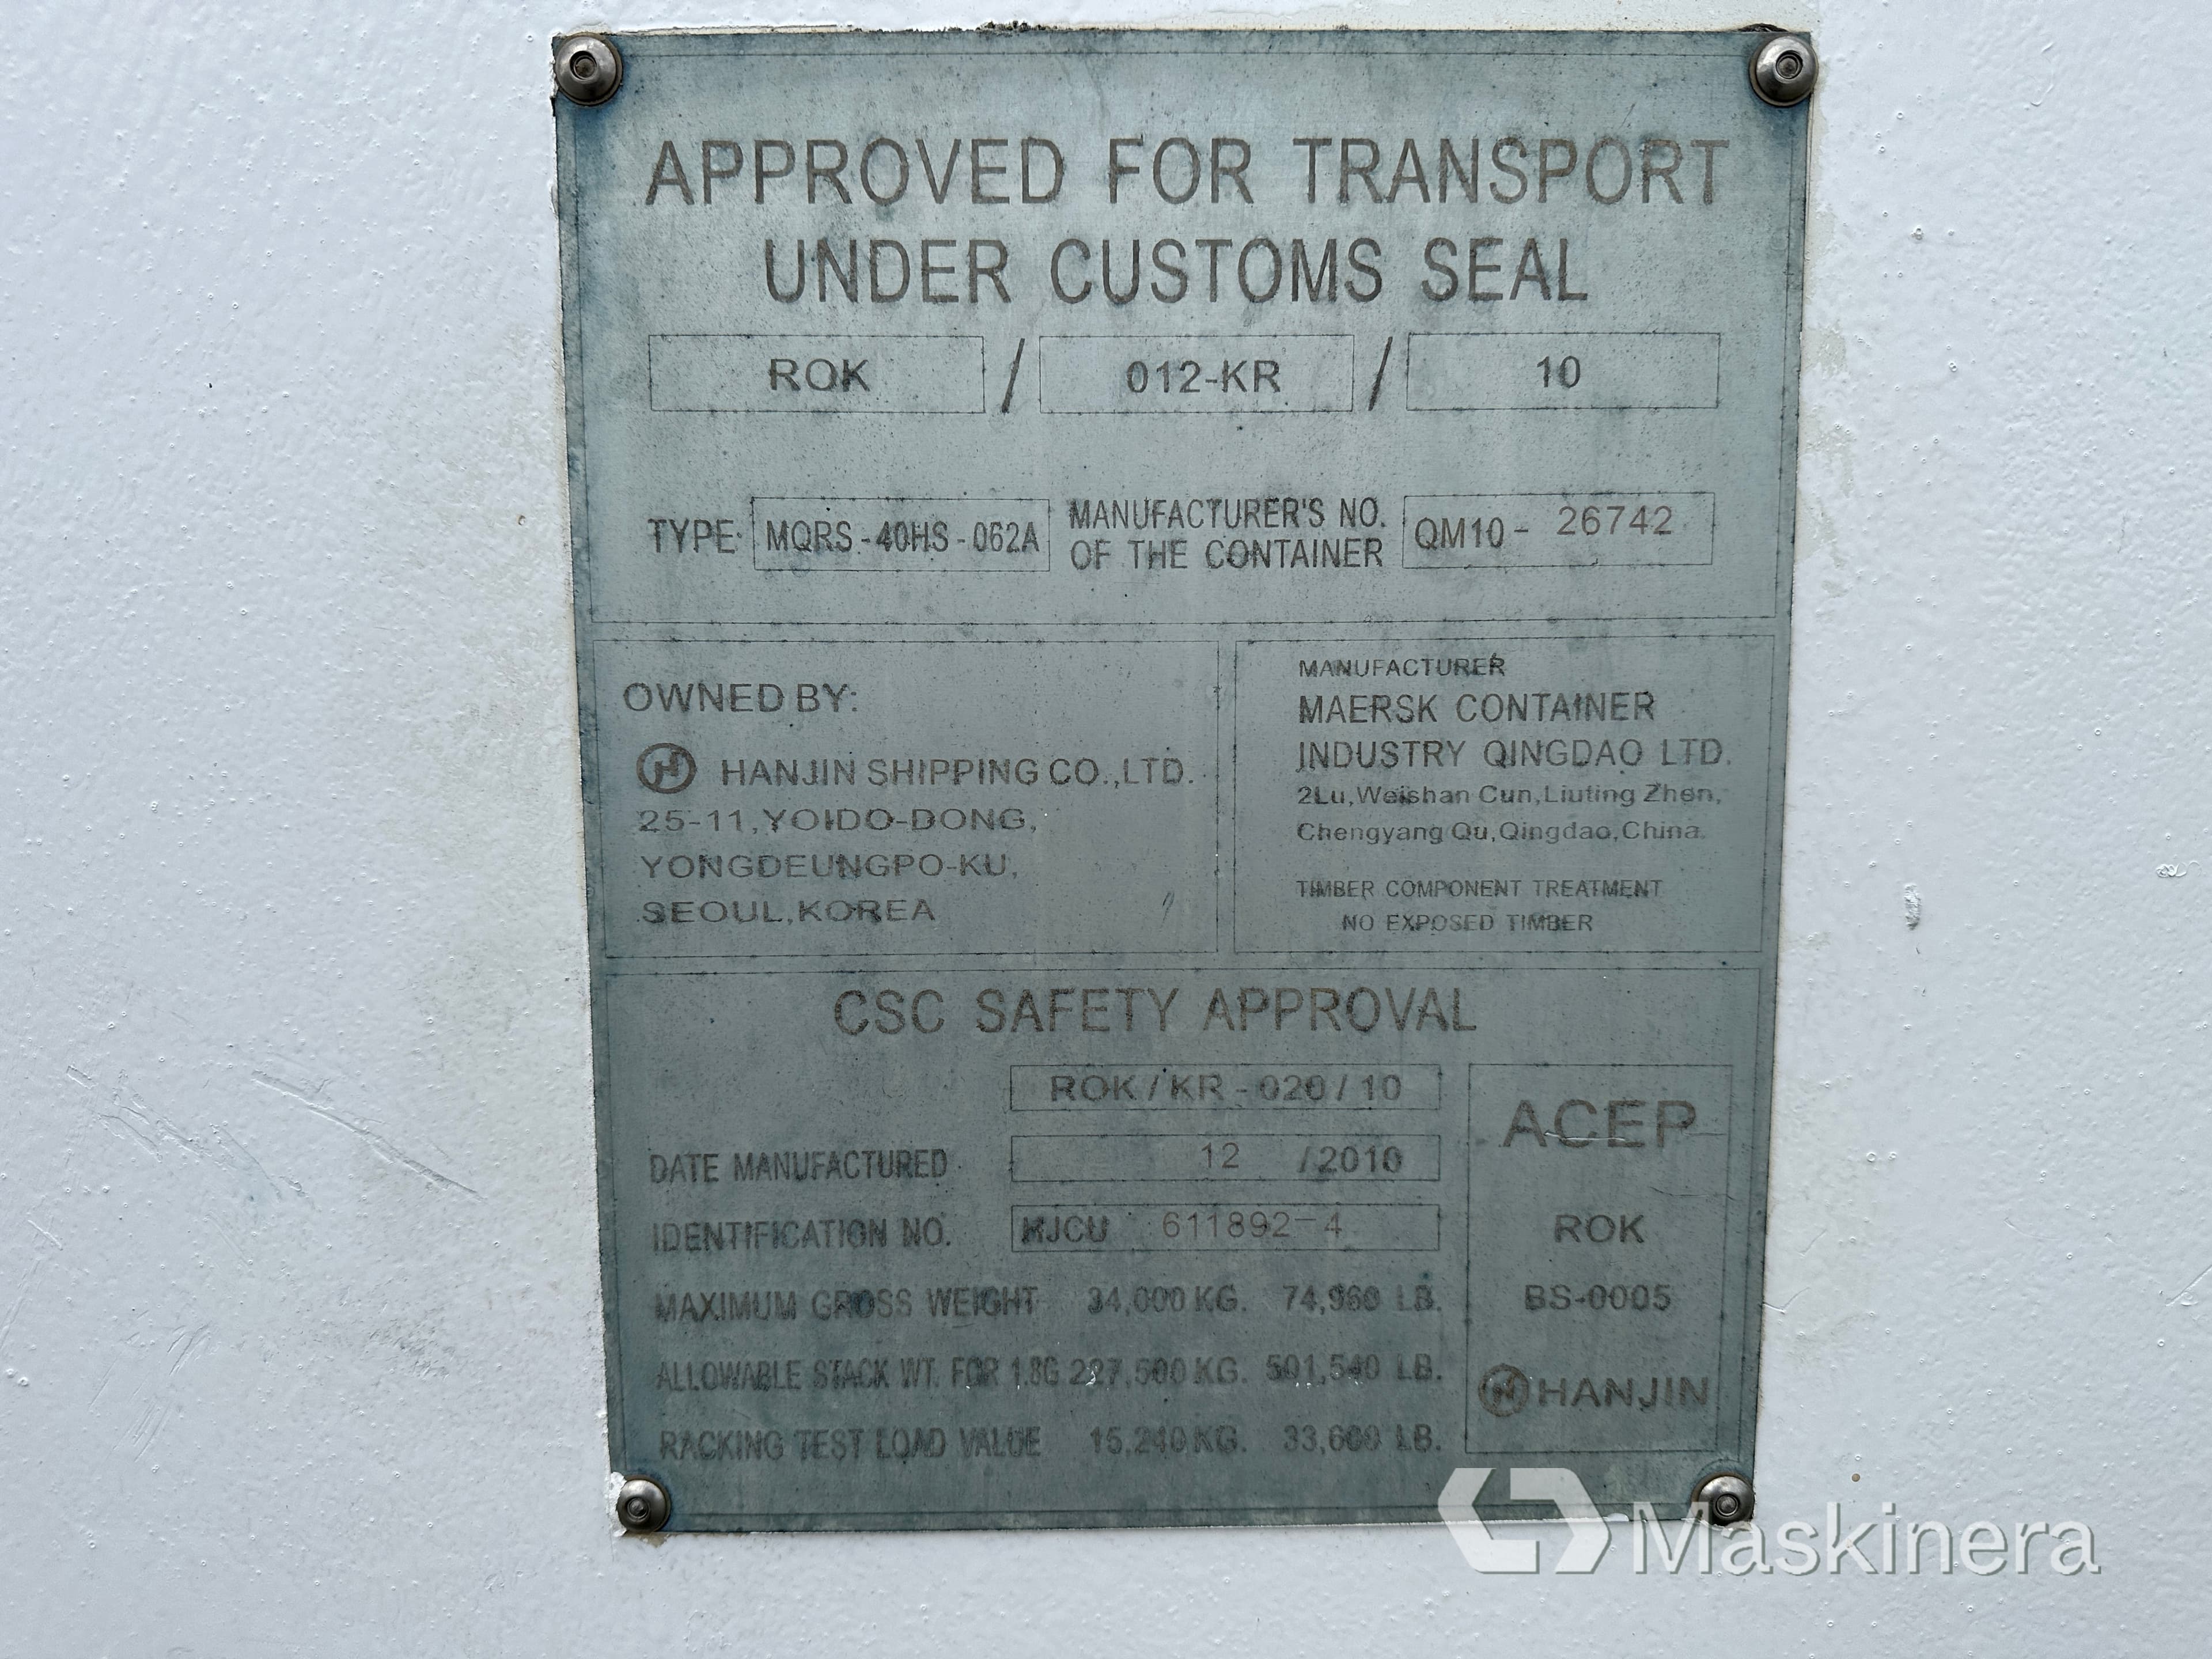 APPROVED FOR TRANSPORT
UNDER CUSTOMS SEAL
ROK / 012-KR / 10
TYPE: MQRS-40HS-062A MANUFACTURER'S NO. OF THE CONTAINER QM10-26742
OWNED BY:
HANJIN SHIPPING CO.,LTD.
25-11,YOIDO-DONG,
YONGDEUNGPO-KU,
SEOUL,KOREA
MANUFACTURER
MAERSK CONTAINER
INDUSTRY QINGDAO LTD.
2Lu,Weishan Cun,Liuting Zhen,
Chengyang Qu,Qingdao,China.
TIMBER COMPONENT TREATMENT
NO EXPOSED TIMBER
CSC SAFETY APPROVAL
ROK / KR - 020 / 10
DATE MANUFACTURED 12 /2010
IDENTIFICATION NO. HJCU 611892-4
MAXIMUM GROSS WEIGHT 34,000 KG. 74,960 LB.
ALLOWABLE STACK WT. FOR 1.8G 227,500 KG. 501,540 LB.
RACKING TEST LOAD VALUE 15,240 KG. 33,600 LB.
ACEP
ROK
BS-0005
HANJIN
Maskinera